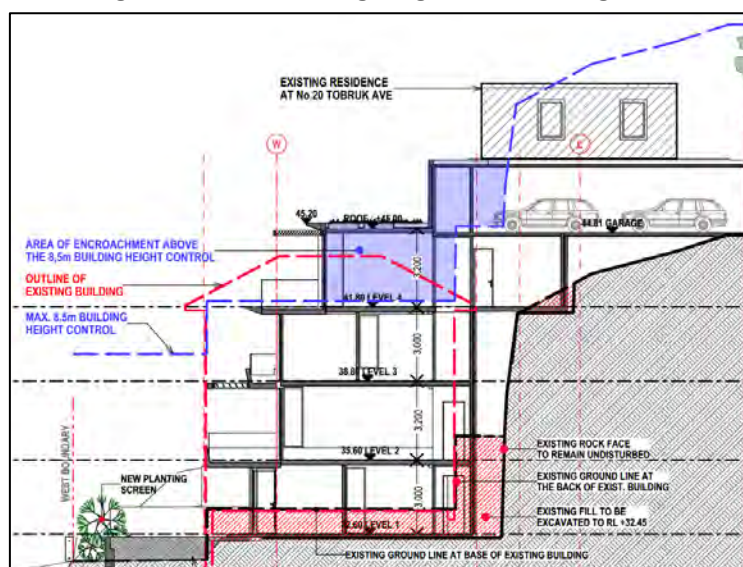 EXISTING RESIDENCE
AT No.20 TOBRUK AVE
W
E
45.20
ROOF +45.00
44.81 GARAGE
AREA OF ENCROACHMENT ABOVE
THE 8,5m BUILDING HEIGHT CONTROL
3,200
OUTLINE OF
EXISTING BUILDING
41.80 LEVEL 4
MAX. 8.5m BUILDING
HEIGHT CONTROL
3,000
38.80 LEVEL 3
3,200
WEST BOUNDARY
35.60 LEVEL 2
EXISTING ROCK FACE
TO REMAIN UNDISTURBED
NEW PLANTING
SCREEN
EXISTING GROUND LINE AT
THE BACK OF EXIST. BUILDING
3,000
EXISTING FILL TO BE
EXCAVATED TO RL +32.45
32.60 LEVEL 1
EXISTING GROUND LINE AT BASE OF EXISTING BUILDING